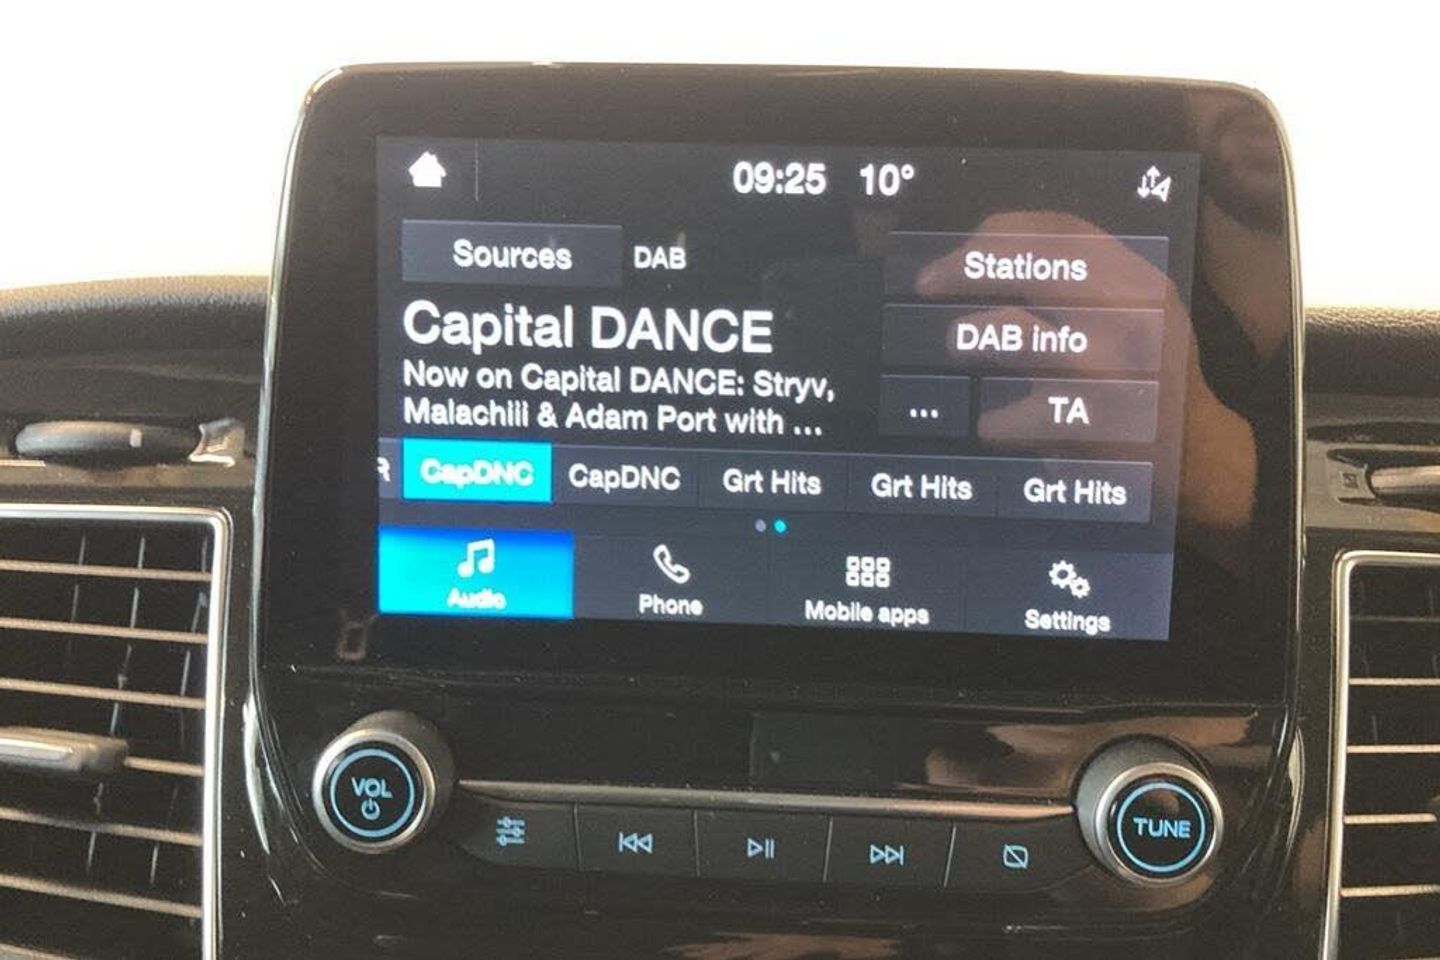 09:25 10°
Sources DAB Stations
Capital DANCE
DAB info
Now on Capital DANCE: Stryv,
Malachiii & Adam Port with ...
... TA
R CapDNC CapDNC Grt Hits Grt Hits Grt Hits
Audio Phone Mobile apps Settings
VOL
TUNE